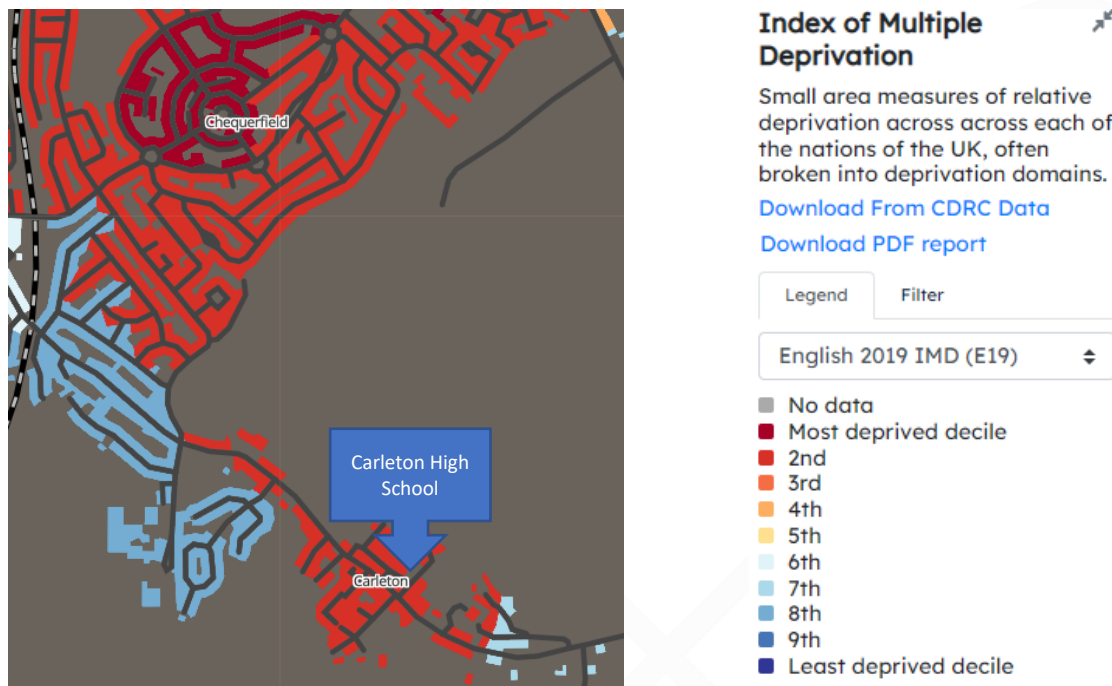 Chequerfield
Carleton High
School
Carleton
Index of Multiple
Deprivation
Small area measures of relative
deprivation across across each of
the nations of the UK, often
broken into deprivation domains.
Download From CDRC Data
Download PDF report
Legend
Filter
English 2019 IMD (E19)
No data
Most deprived decile
2nd
3rd
4th
5th
6th
7th
8th
9th
Least deprived decile